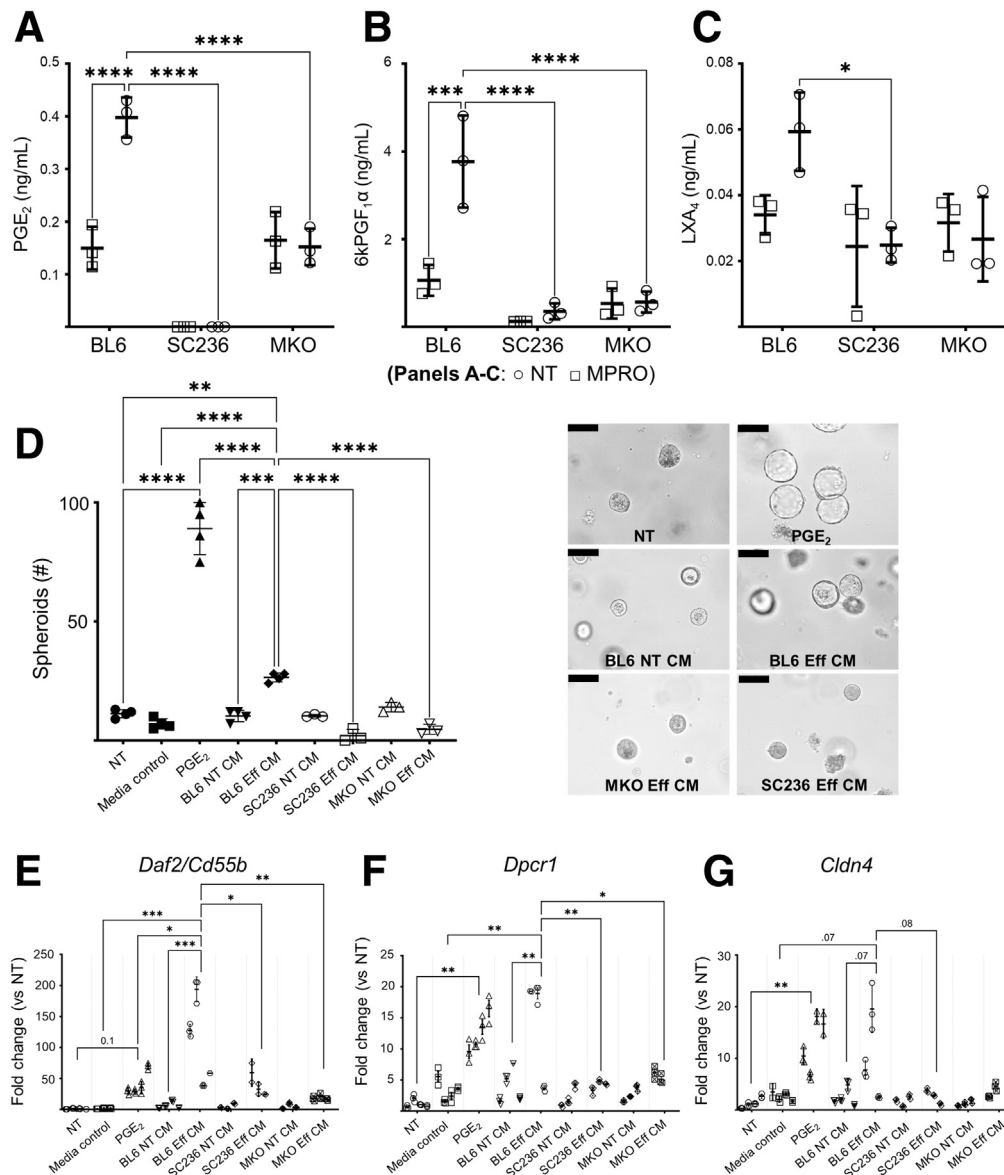 A
PGE2 (ng/mL)
0.5
0.4
0.3
0.2
0.1
****
****
****
BL6
SC236
MKO
B
6kPGF1α (ng/mL)
6
4
2
***
****
****
BL6
SC236
MKO
C
LXA4 (ng/mL)
0.08
0.06
0.04
0.02
0.00
*
BL6
SC236
MKO
(Panels A-C: ○ NT □ MPRO)
D
Spheroids (#)
100
50
**
****
****
****
****
***
****
NT
Media control
PGE2
BL6 NT CM
BL6 Eff CM
SC236 NT CM
SC236 Eff CM
MKO NT CM
MKO Eff CM
NT
PGE2
BL6 NT CM
BL6 Eff CM
MKO Eff CM
SC236 Eff CM
E
Daf2/Cd55b
Fold change (vs NT)
250
200
150
100
50
0
**
***
*
*
***
0.1
NT
Media control
PGE2
BL6 NT CM
BL6 Eff CM
SC236 NT CM
SC236 Eff CM
MKO NT CM
MKO Eff CM
F
Dpcr1
Fold change (vs NT)
25
20
15
10
5
0
*
**
**
**
**
NT
Media control
PGE2
BL6 NT CM
BL6 Eff CM
SC236 NT CM
SC236 Eff CM
MKO NT CM
MKO Eff CM
G
Cldn4
Fold change (vs NT)
30
20
10
0
.08
.07
.07
**
NT
Media control
PGE2
BL6 NT CM
BL6 Eff CM
SC236 NT CM
SC236 Eff CM
MKO NT CM
MKO Eff CM